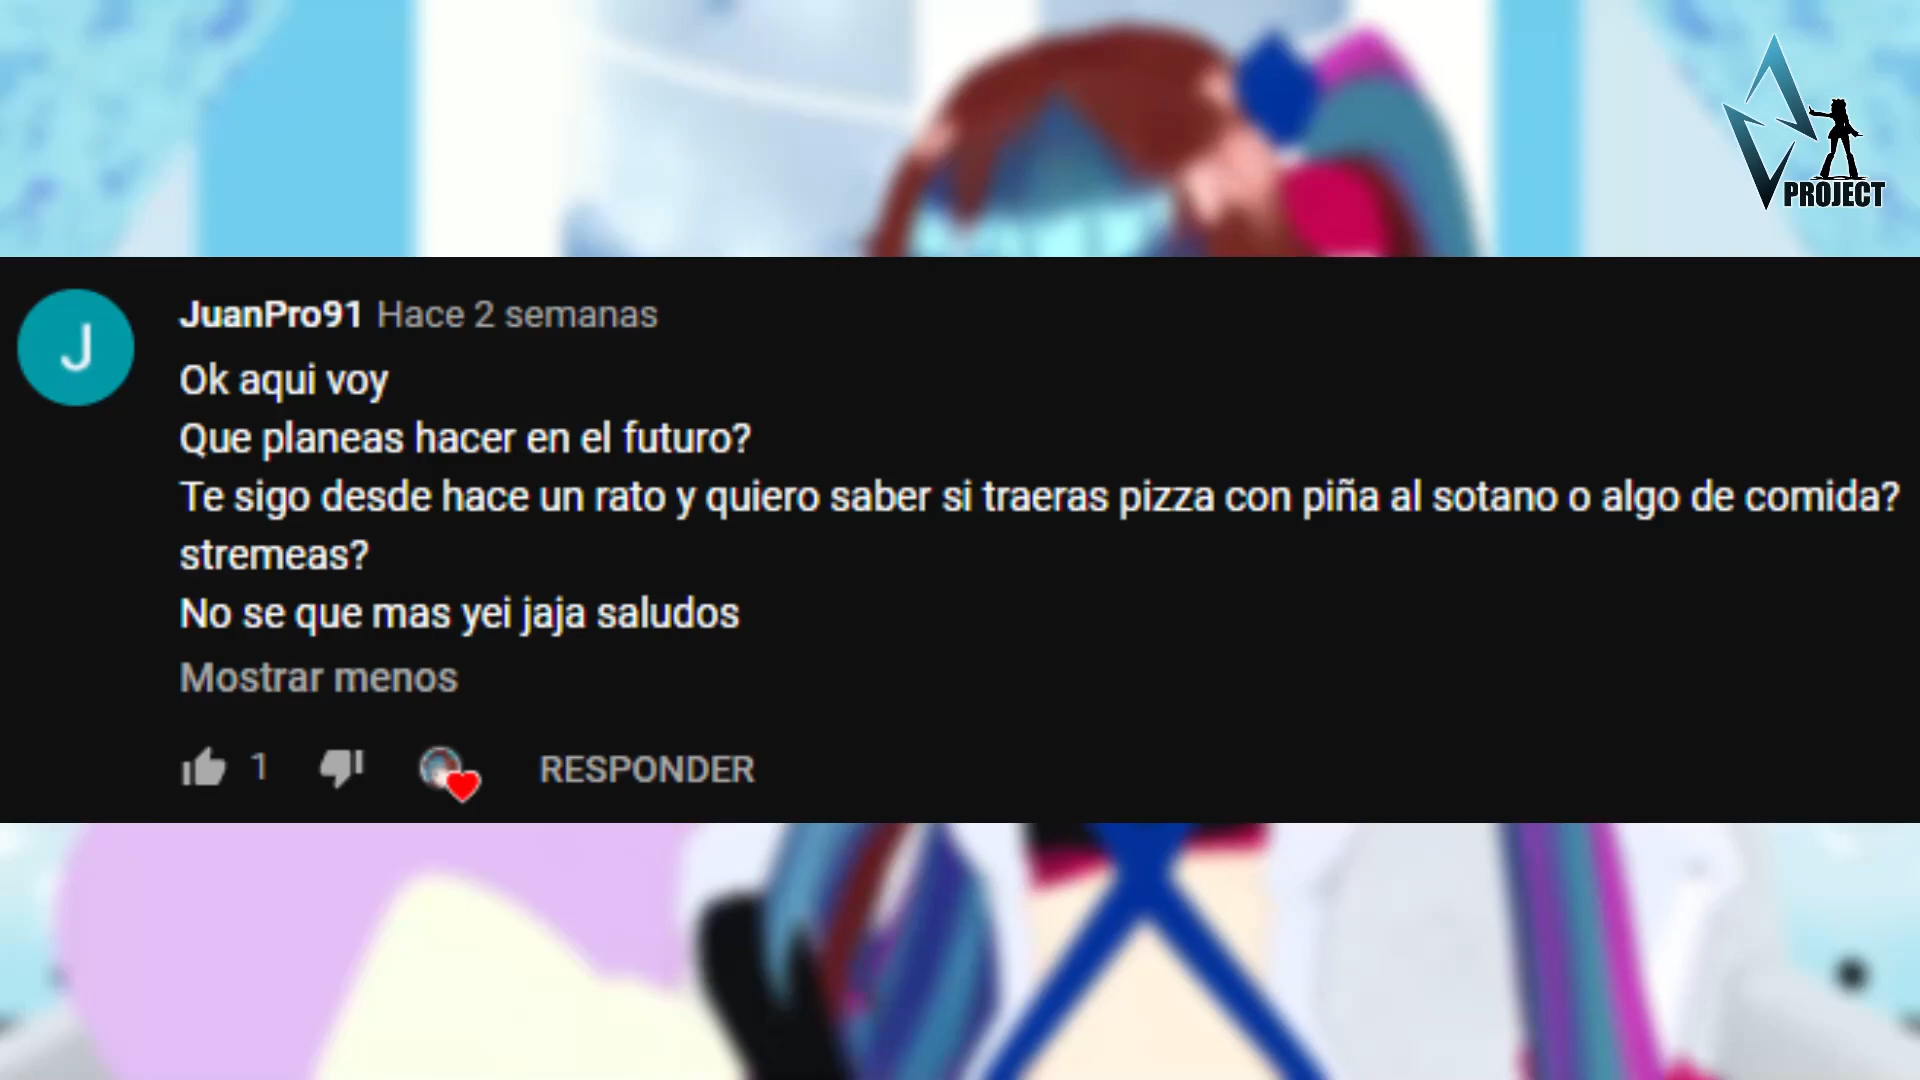 PROJECT
J
JuanPro91 Hace 2 semanas
Ok aqui voy
Que planeas hacer en el futuro?
Te sigo desde hace un rato y quiero saber si traeras pizza con piña al sotano o algo de comida?
stremeas?
No se que mas yei jaja saludos
Mostrar menos
1 RESPONDER